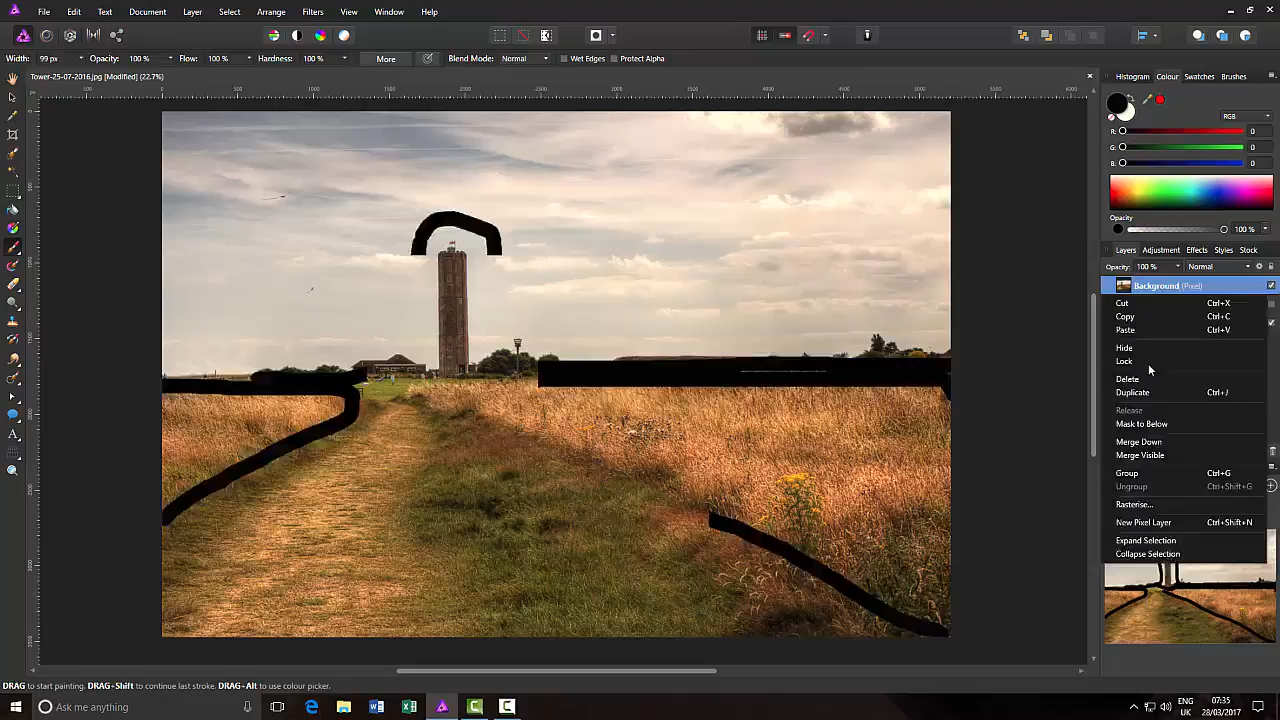 File Edit Text Document Layer Select Arrange Filters View Window Help
Width: 99 px Opacity: 100 % Flow: 100 % Hardness: 100 % More Blend Mode: Normal Wet Edges Protect Alpha
Tower-25-07-2016.jpg [Modified] (22.7%)
Histogram Colour Swatches Brushes
RGB
R: 0
G: 0
B: 0
Opacity
100 %
Layers Adjustment Effects Styles Stock
Opacity: 100 % Normal
Background (Pixel)
Cut Ctrl+X
Copy Ctrl+C
Paste Ctrl+V
Hide
Lock
Delete
Duplicate Ctrl+J
Release
Mask to Below
Merge Down
Merge Visible
Group Ctrl+G
Ungroup Ctrl+Shift+G
Rasterise...
New Pixel Layer Ctrl+Shift+N
Expand Selection
Collapse Selection
DRAG to start painting. DRAG+Shift to continue last stroke. DRAG+Alt to use colour picker.
Ask me anything
ENG
UK
07:35
28/03/2017